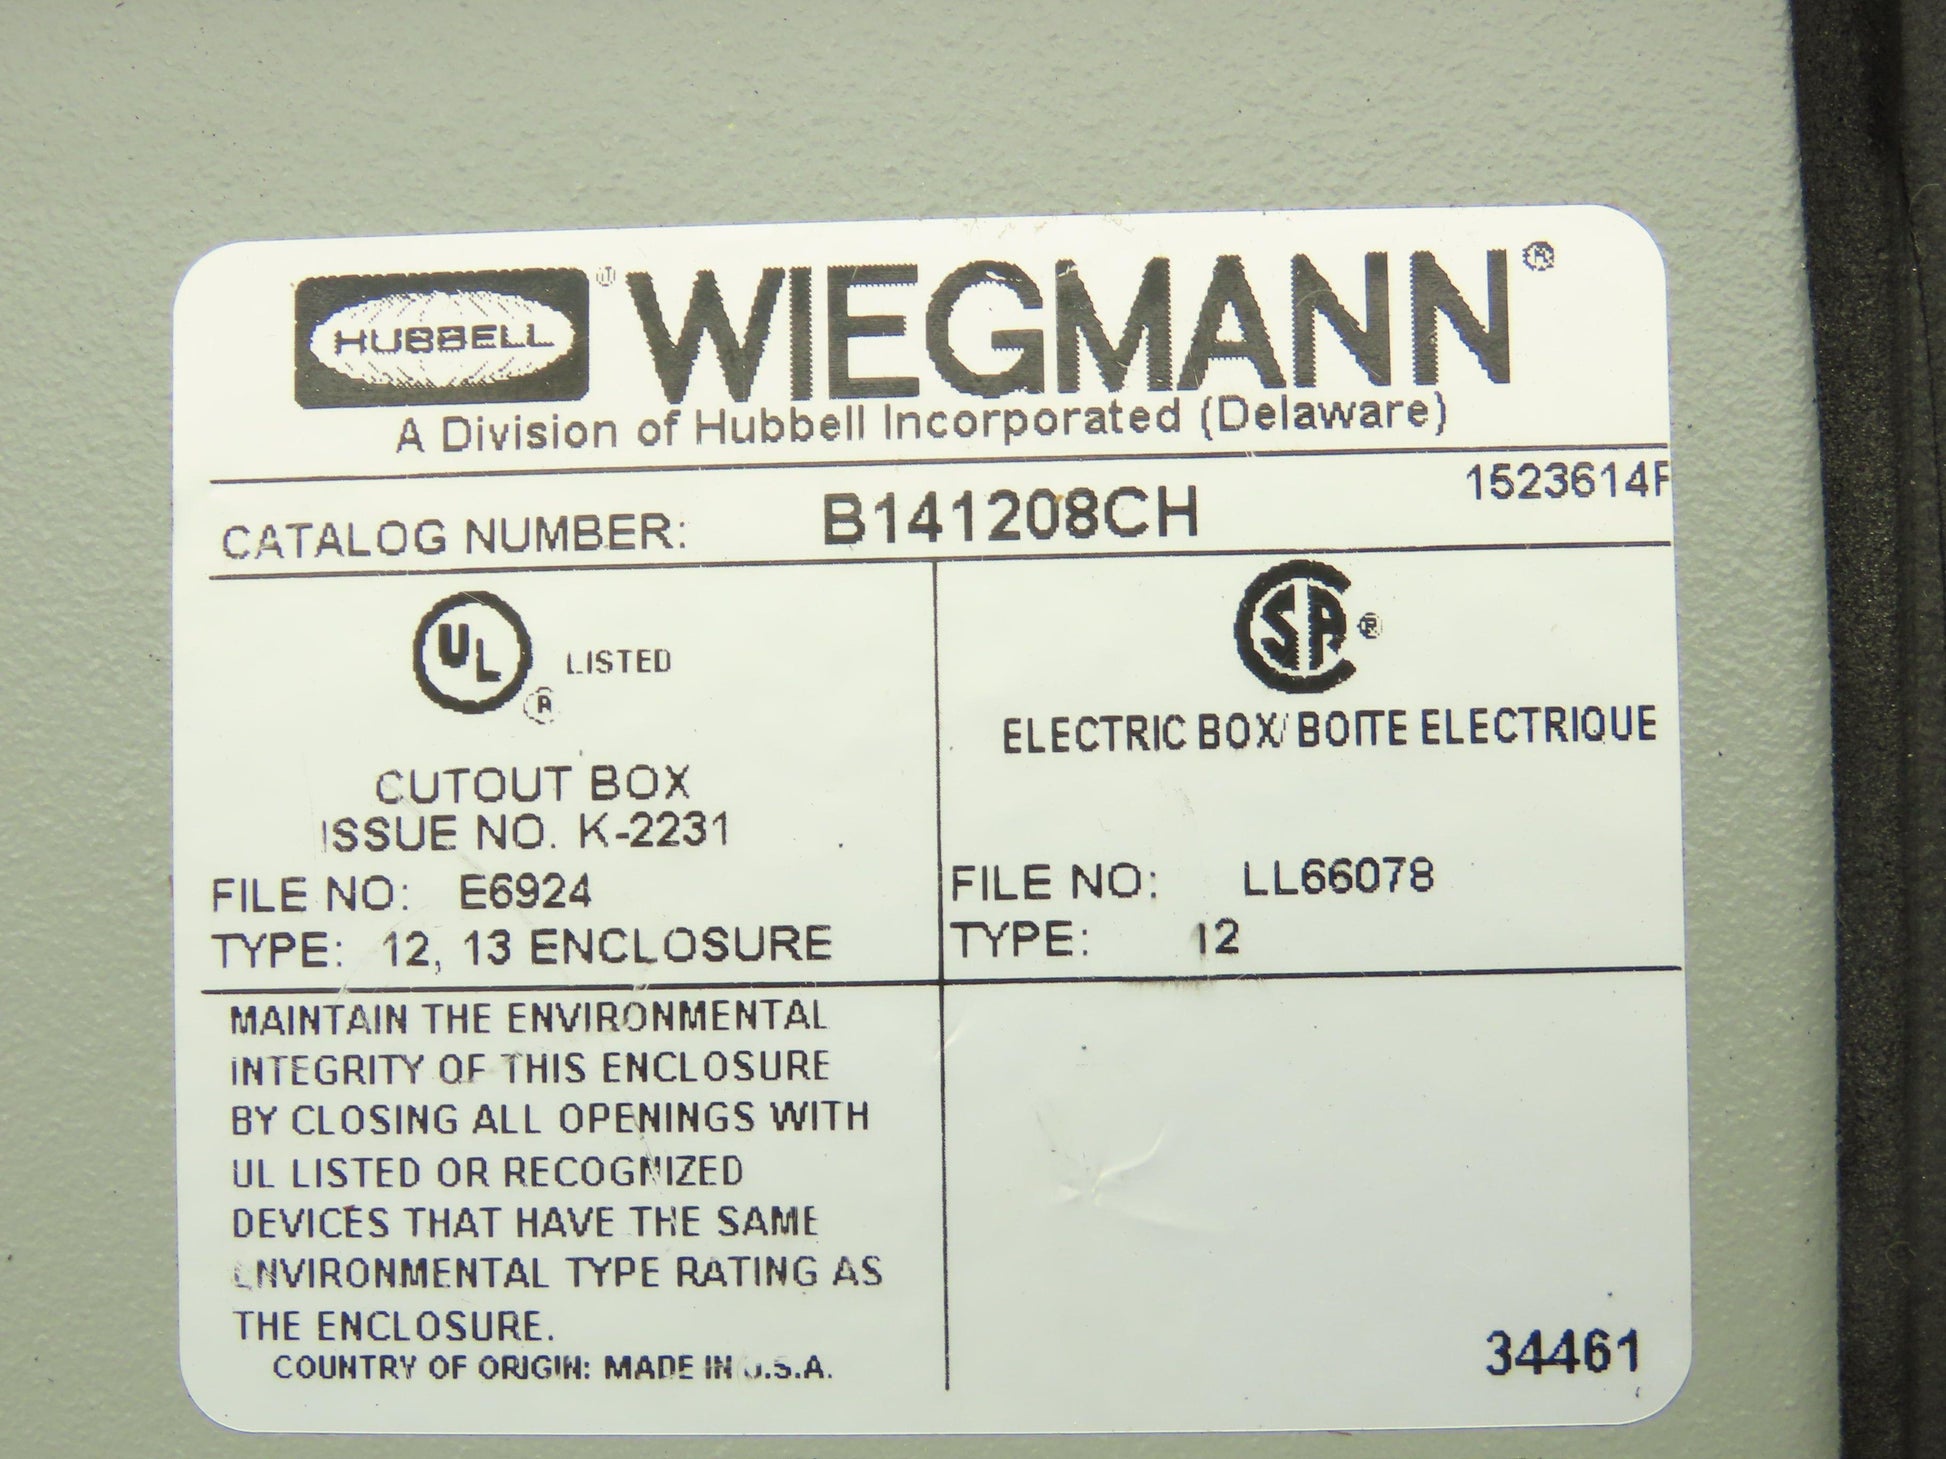 HUBBELL ® WIEGMANN ®
A Division of Hubbell Incorporated (Delaware)
1523614F
CATALOG NUMBER: B141208CH
UL ® LISTED
CUTOUT BOX
ISSUE NO. K-2231
FILE NO: E6924
TYPE: 12, 13 ENCLOSURE
SA ®
ELECTRIC BOX/BOITE ELECTRIQUE
FILE NO: LL66078
TYPE: 12
MAINTAIN THE ENVIRONMENTAL
INTEGRITY OF THIS ENCLOSURE
BY CLOSING ALL OPENINGS WITH
UL LISTED OR RECOGNIZED
DEVICES THAT HAVE THE SAME
ENVIRONMENTAL TYPE RATING AS
THE ENCLOSURE.
COUNTRY OF ORIGIN: MADE IN U.S.A.
34461